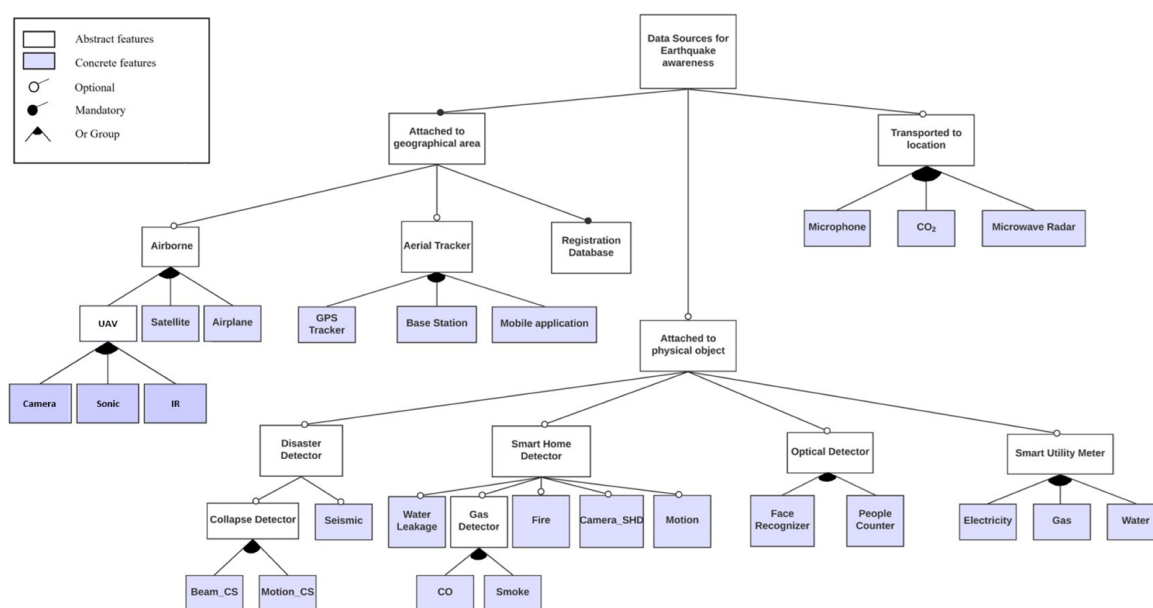 Abstract features
Concrete features
Optional
Mandatory
Or Group
Data Sources for
Earthquake
awareness
Attached to
geographical area
Transported to
location
Airborne
Aerial Tracker
Registration
Database
Microphone
CO₂
Microwave Radar
UAV
Satellite
Airplane
GPS
Tracker
Base Station
Mobile application
Camera
Sonic
IR
Attached to
physical object
Disaster
Detector
Smart Home
Detector
Optical Detector
Smart Utility Meter
Collapse Detector
Seismic
Water
Leakage
Gas
Detector
Fire
Camera_SHD
Motion
Face
Recognizer
People
Counter
Electricity
Gas
Water
Beam_CS
Motion_CS
CO
Smoke